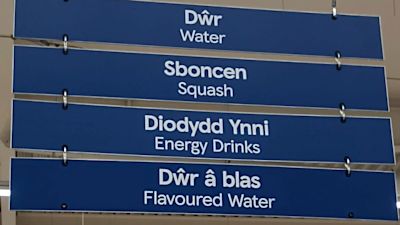 Dŵr
Water
Sboncen
Squash
Diodydd Ynni
Energy Drinks
Dŵr â blas
Flavoured Water